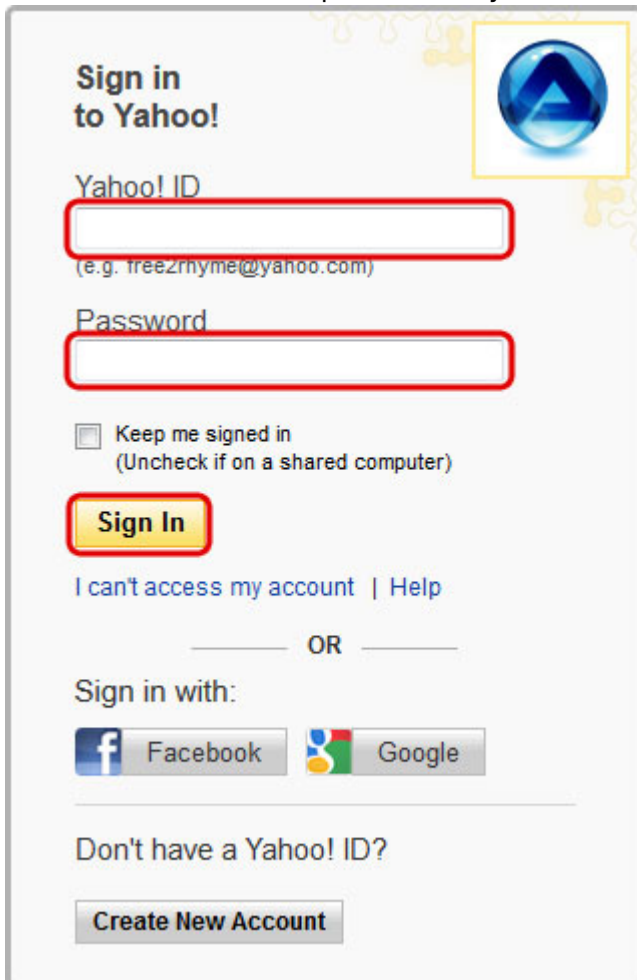 Sign in
to Yahoo!
Yahoo! ID
(e.g. free2rhyme@yahoo.com)
Password
Keep me signed in
(Uncheck if on a shared computer)
Sign In
I can't access my account | Help
OR
Sign in with:
Facebook Google
Don't have a Yahoo! ID?
Create New Account